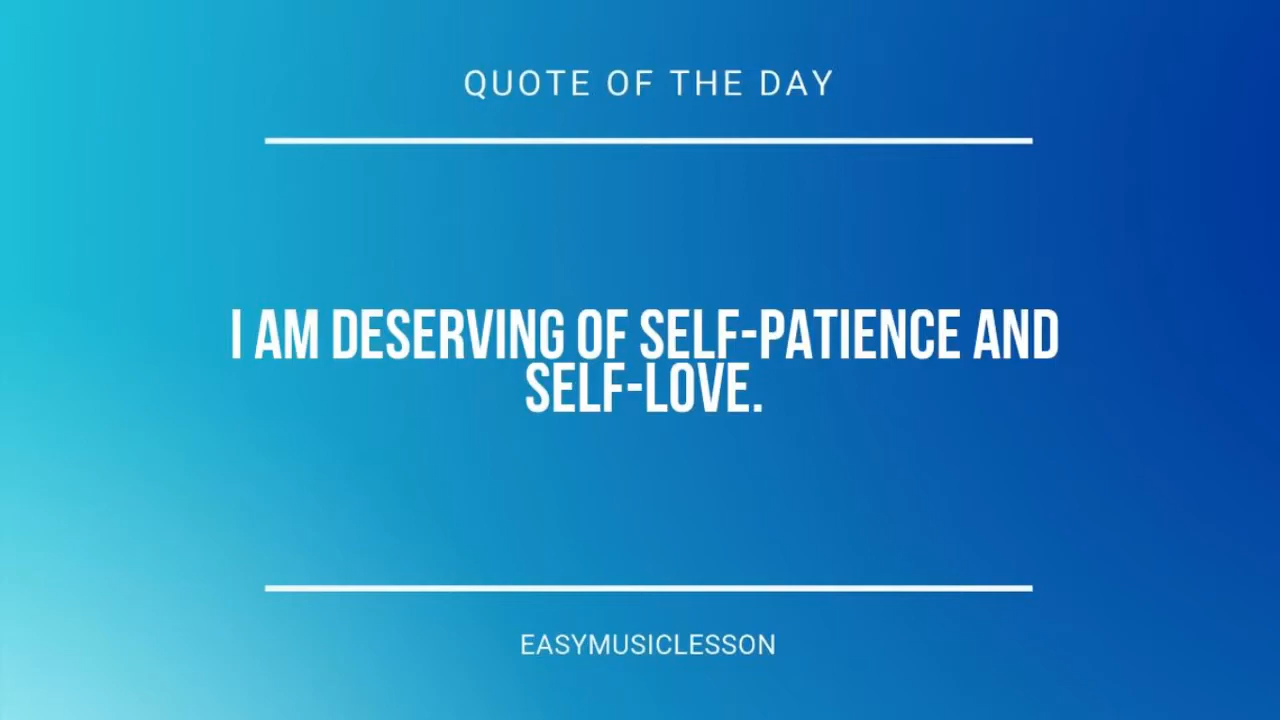 QUOTE OF THE DAY
I AM DESERVING OF SELF-PATIENCE AND
SELF-LOVE.
EASYMUSICLESSON